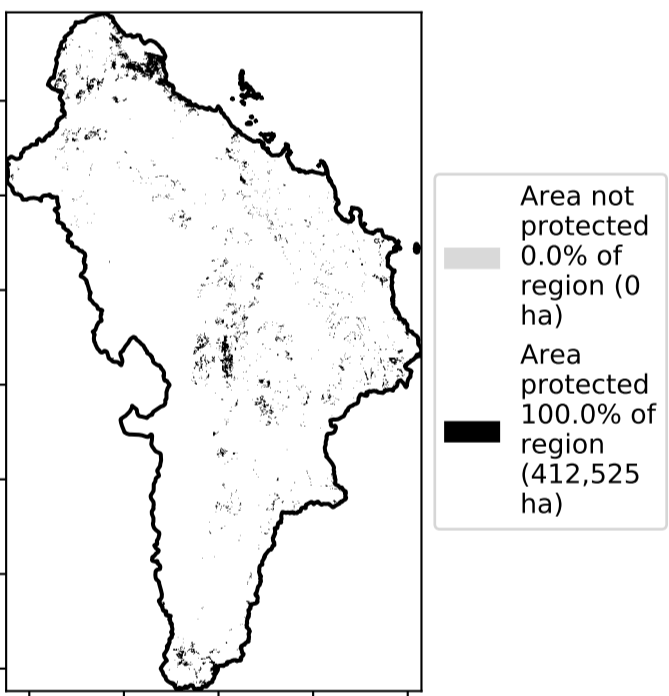 Area not
protected
0.0% of
region (0
ha)
Area
protected
100.0% of
region
(412,525
ha)